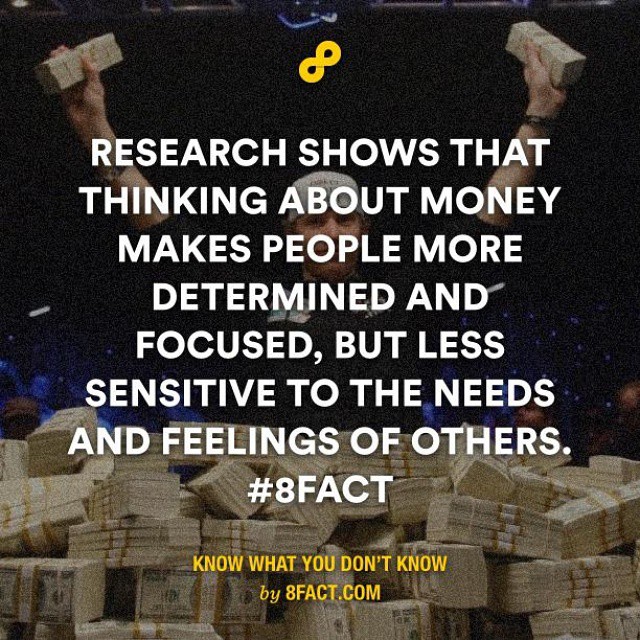 RESEARCH SHOWS THAT
THINKING ABOUT MONEY
MAKES PEOPLE MORE
DETERMINED AND
FOCUSED, BUT LESS
SENSITIVE TO THE NEEDS
AND FEELINGS OF OTHERS.
#8FACT
KNOW WHAT YOU DON'T KNOW
by 8FACT.COM